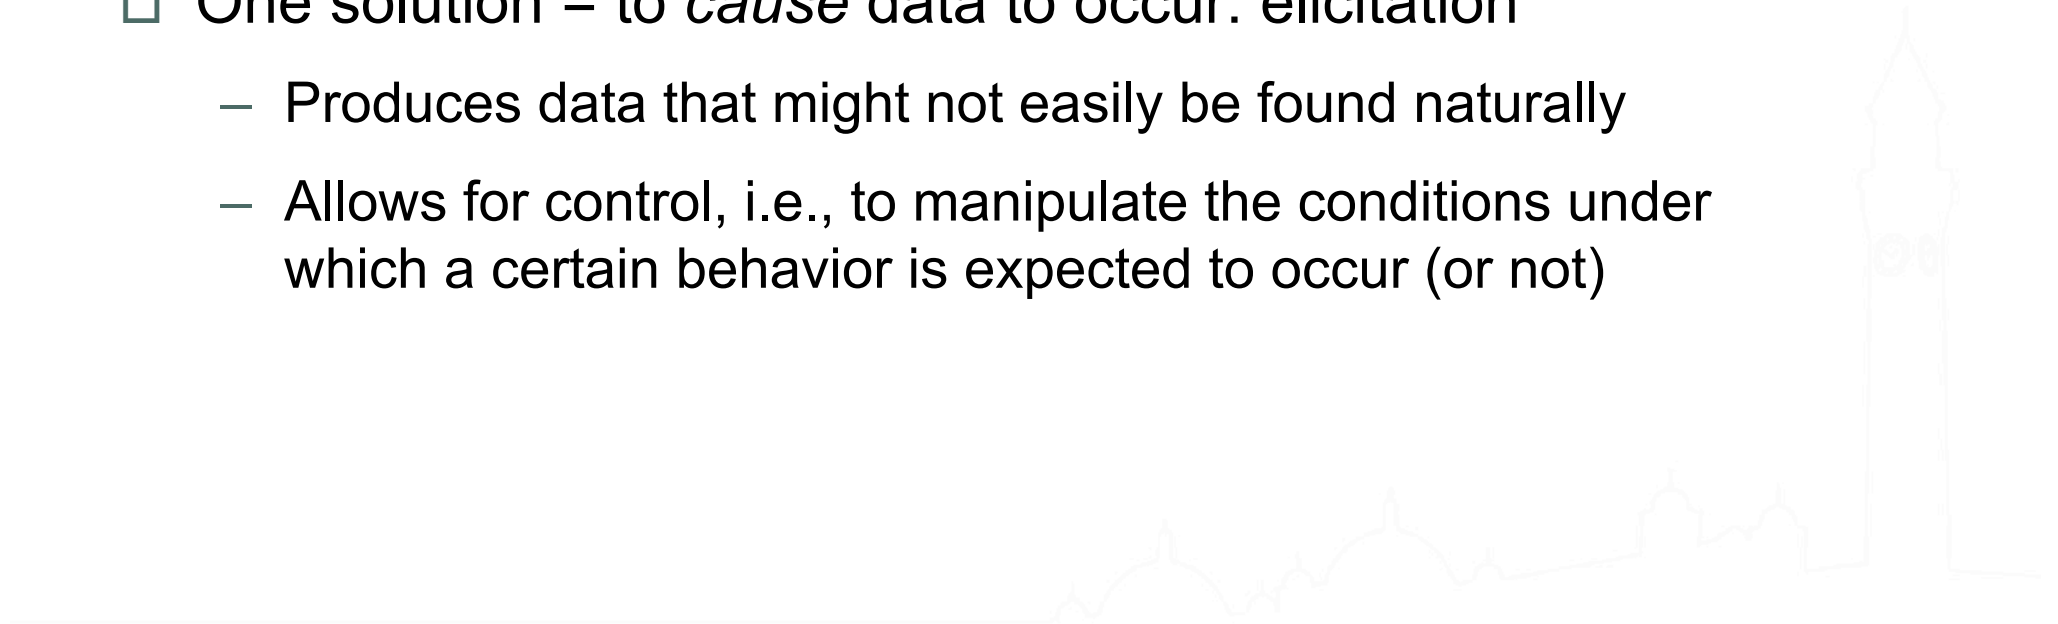 One solution – to cause data to occur: elicitation
– Produces data that might not easily be found naturally
– Allows for control, i.e., to manipulate the conditions under
which a certain behavior is expected to occur (or not)